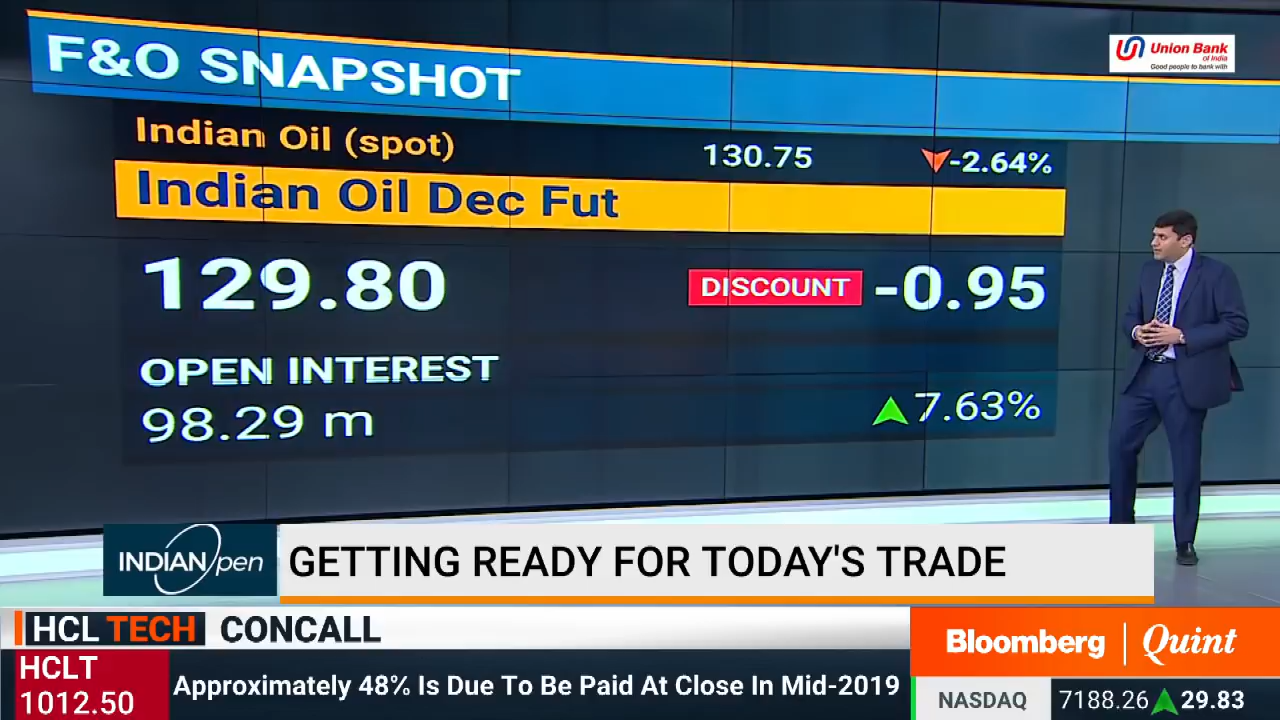 F&O SNAPSHOT
Union Bank
of India
Good people to bank with
Indian Oil (spot) 130.75 -2.64%
Indian Oil Dec Fut
129.80 DISCOUNT -0.95
OPEN INTEREST
98.29 m 7.63%
INDIAN Open GETTING READY FOR TODAY'S TRADE
HCL TECH CONCALL
Bloomberg | Quint
HCLT
1012.50
Approximately 48% Is Due To Be Paid At Close In Mid-2019
NASDAQ 7188.26 29.83